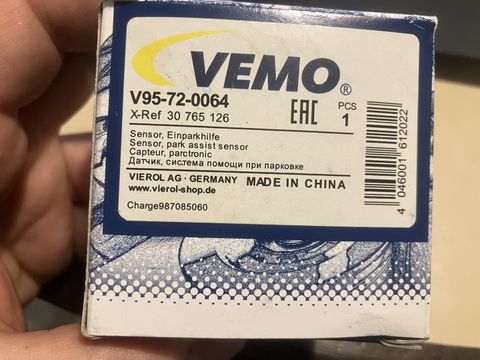 VEMO®
V95-72-0064
X-Ref 30 765 126
EAC
PCS
1
Sensor, Einparkhilfe
Sensor, park assist sensor
Capteur, parctronic
Датчик, система помощи при парковке
VIEROL AG · GERMANY MADE IN CHINA
www.vierol-shop.de
Charge987085060
4 046001 612022